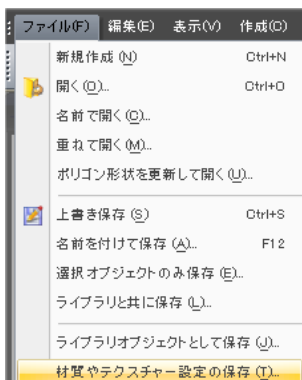 ファイル(F) 編集(E) 表示(V) 作成(C)
新規作成 (N) Ctrl+N
開く(O)... Ctrl+O
名前で開く(C)...
重ねて開く(M)...
ポリゴン形状を更新して開く(U)...
上書き保存 (S) Ctrl+S
名前を付けて保存 (A)... F12
選択オブジェクトのみ保存 (E)...
ライブラリと共に保存 (L)...
ライブラリオブジェクトとして保存 (J)...
材質やテクスチャー設定の保存 (T)...